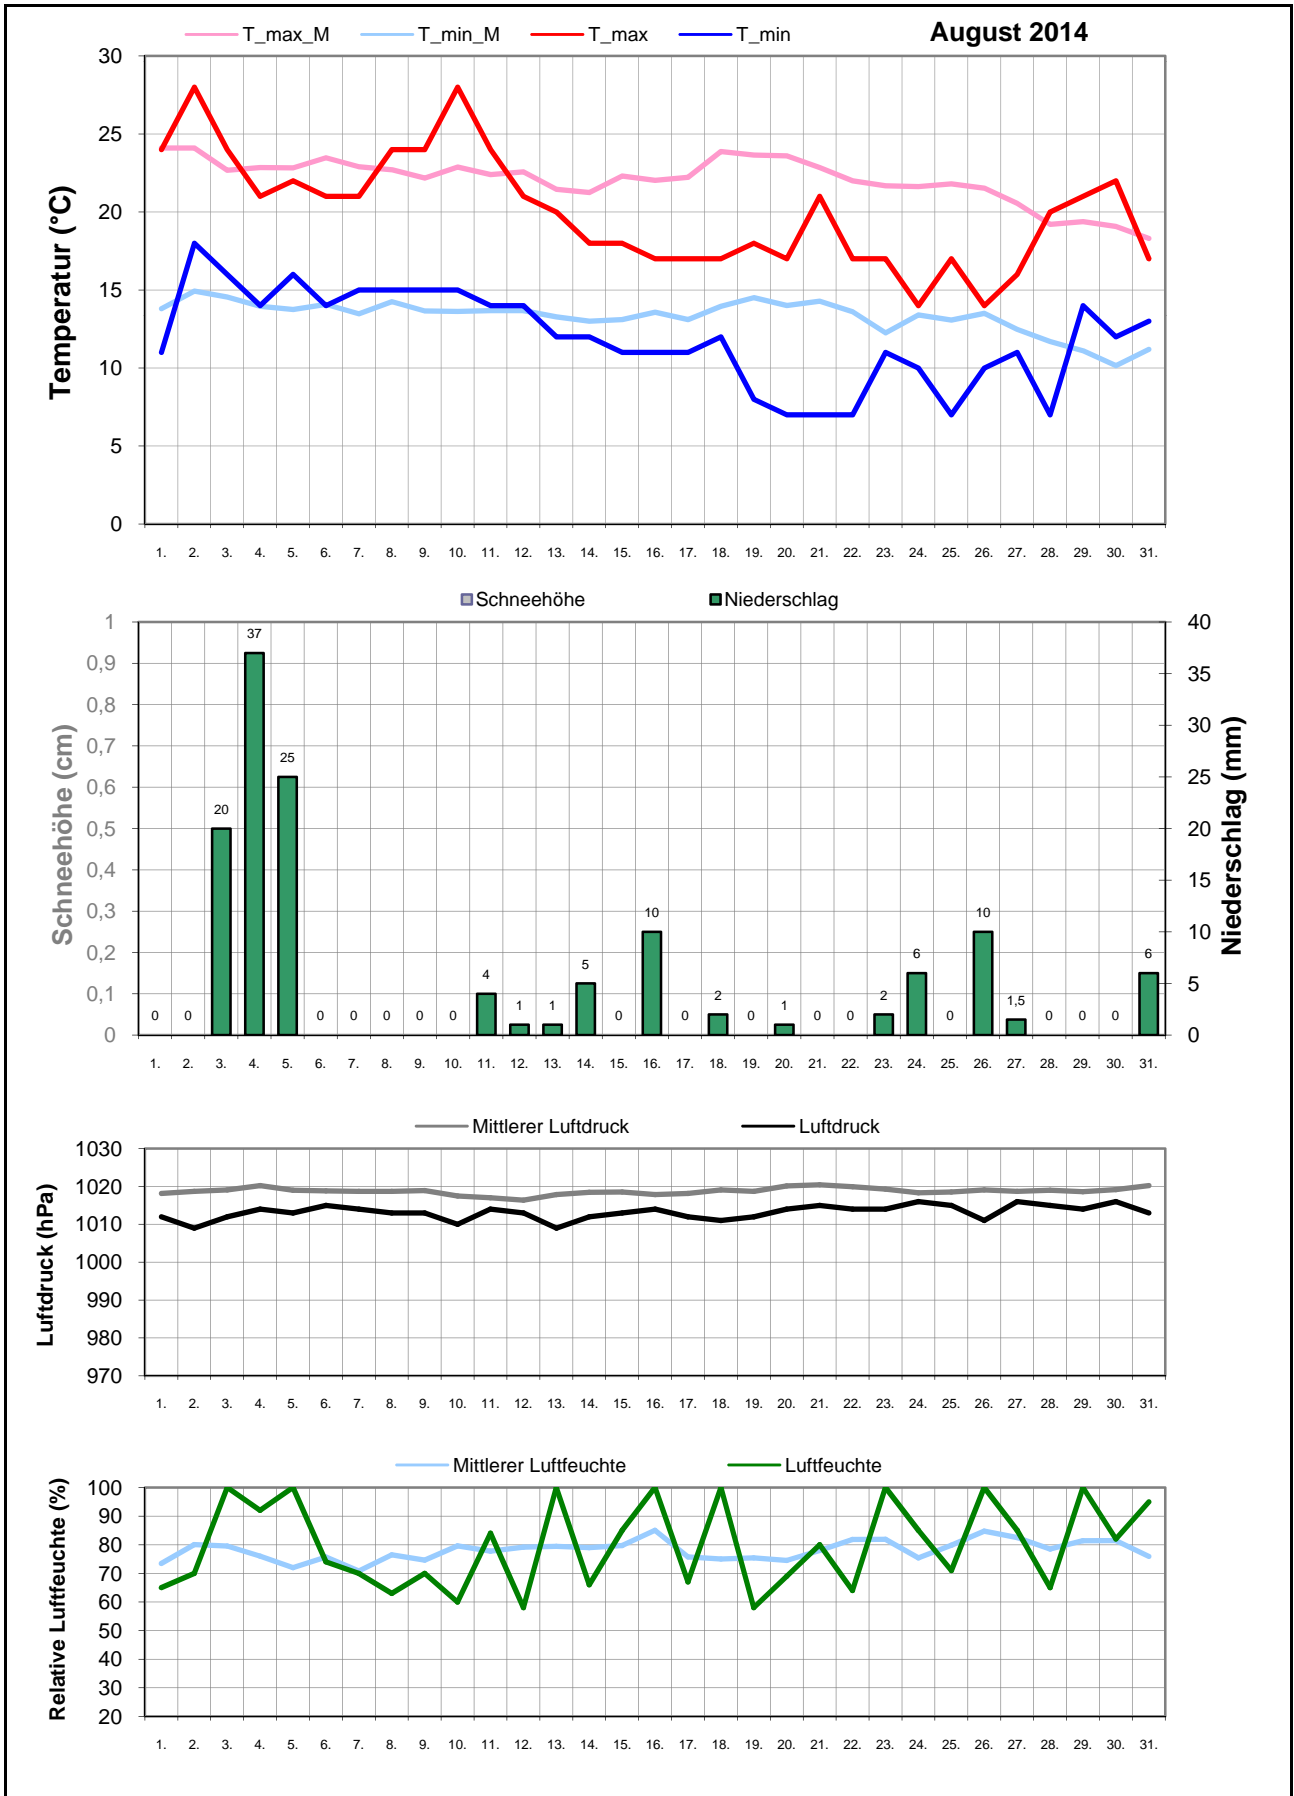 August 2014
T_max_M T_min_M T_max T_min
Temperatur (°C)
30
25
20
15
10
5
0
1. 2. 3. 4. 5. 6. 7. 8. 9. 10. 11. 12. 13. 14. 15. 16. 17. 18. 19. 20. 21. 22. 23. 24. 25. 26. 27. 28. 29. 30. 31.
Schneehöhe Niederschlag
Schneehöhe (cm)
1
0,9
0,8
0,7
0,6
0,5
0,4
0,3
0,2
0,1
0
0 0 20 37 25 0 0 0 0 0 4 1 1 5 0 10 0 2 0 1 0 0 2 6 0 10 1,5 0 0 0 6
40
35
30
25
20
15
10
5
0
Niederschlag (mm)
1. 2. 3. 4. 5. 6. 7. 8. 9. 10. 11. 12. 13. 14. 15. 16. 17. 18. 19. 20. 21. 22. 23. 24. 25. 26. 27. 28. 29. 30. 31.
Mittlerer Luftdruck Luftdruck
Luftdruck (hPa)
1030
1020
1010
1000
990
980
970
1. 2. 3. 4. 5. 6. 7. 8. 9. 10. 11. 12. 13. 14. 15. 16. 17. 18. 19. 20. 21. 22. 23. 24. 25. 26. 27. 28. 29. 30. 31.
Mittlerer Luftfeuchte Luftfeuchte
Relative Luftfeuchte (%)
100
90
80
70
60
50
40
30
20
1. 2. 3. 4. 5. 6. 7. 8. 9. 10. 11. 12. 13. 14. 15. 16. 17. 18. 19. 20. 21. 22. 23. 24. 25. 26. 27. 28. 29. 30. 31.